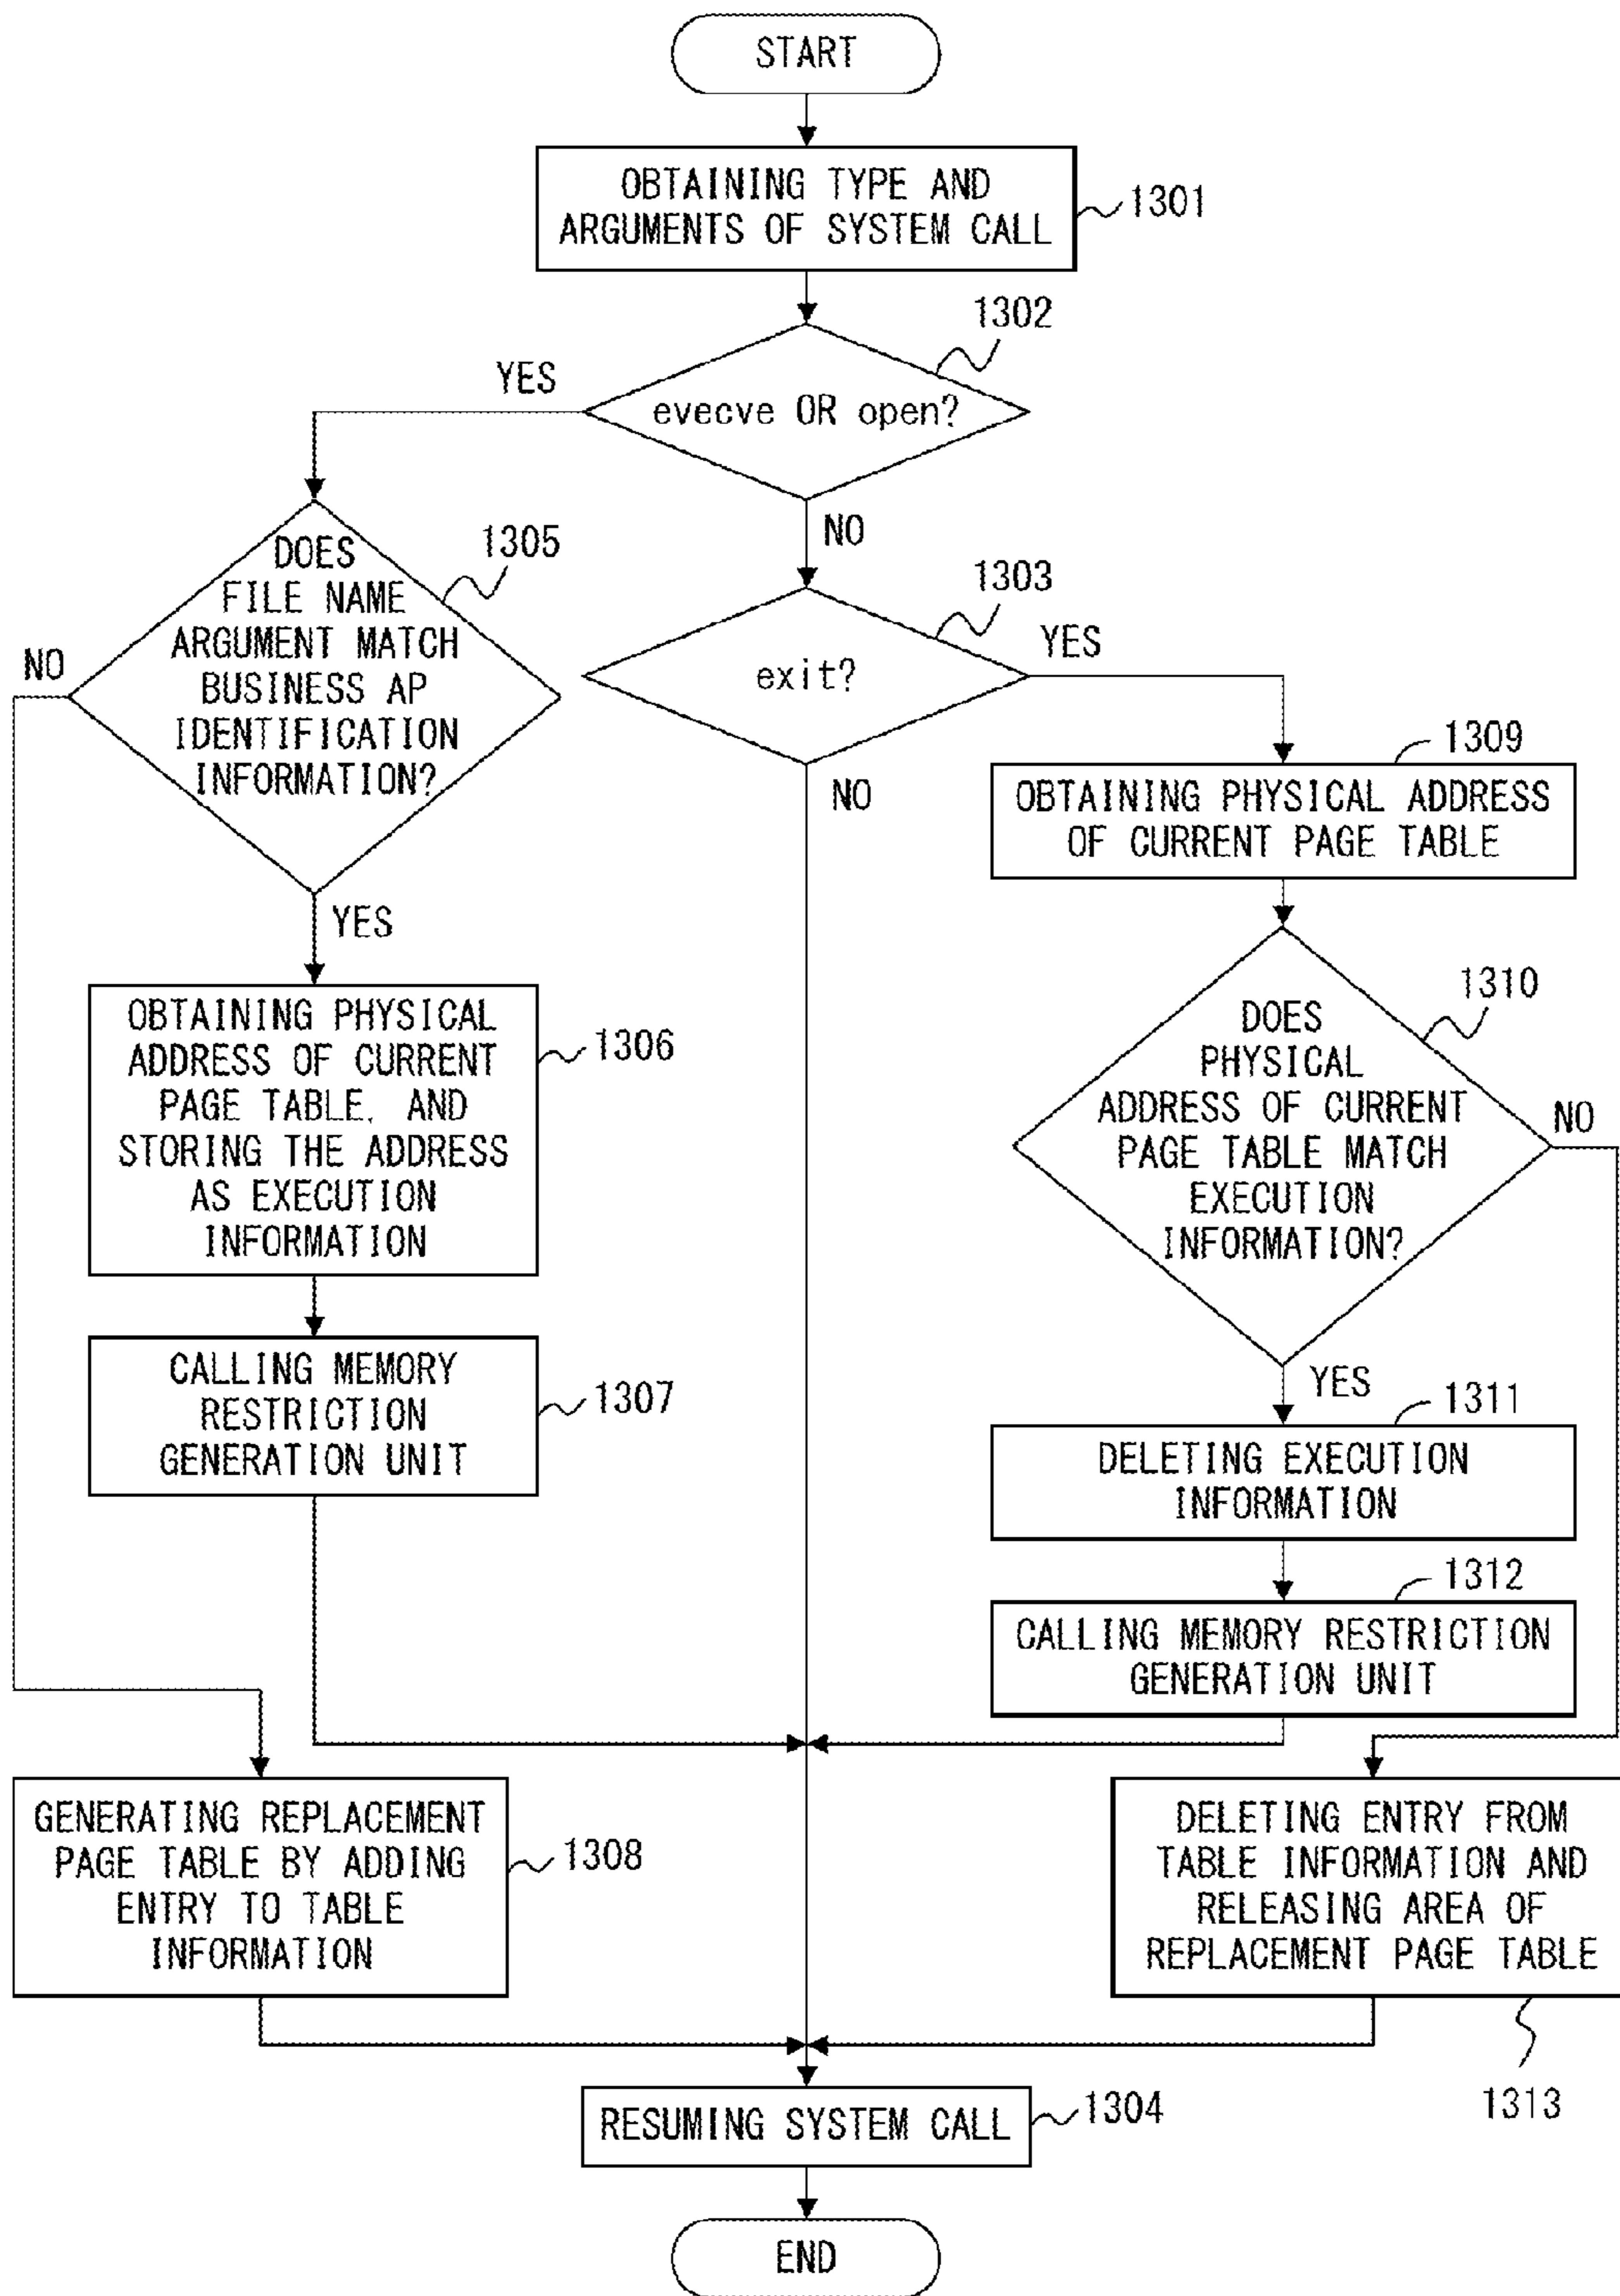 START
OBTAINING TYPE AND
ARGUMENTS OF SYSTEM CALL
1301
1302
evecve OR open?
YES
NO
1303
exit?
YES
NO
1305
DOES
FILE NAME
ARGUMENT MATCH
BUSINESS AP
IDENTIFICATION
INFORMATION?
NO
YES
1306
OBTAINING PHYSICAL
ADDRESS OF CURRENT
PAGE TABLE, AND
STORING THE ADDRESS
AS EXECUTION
INFORMATION
CALLING MEMORY
RESTRICTION
GENERATION UNIT
1307
1309
OBTAINING PHYSICAL ADDRESS
OF CURRENT PAGE TABLE
1310
DOES
PHYSICAL
ADDRESS OF CURRENT
PAGE TABLE MATCH
EXECUTION
INFORMATION?
NO
YES
1311
DELETING EXECUTION
INFORMATION
1312
CALLING MEMORY RESTRICTION
GENERATION UNIT
GENERATING REPLACEMENT
PAGE TABLE BY ADDING
ENTRY TO TABLE
INFORMATION
1308
DELETING ENTRY FROM
TABLE INFORMATION AND
RELEASING AREA OF
REPLACEMENT PAGE TABLE
1313
RESUMING SYSTEM CALL
1304
END